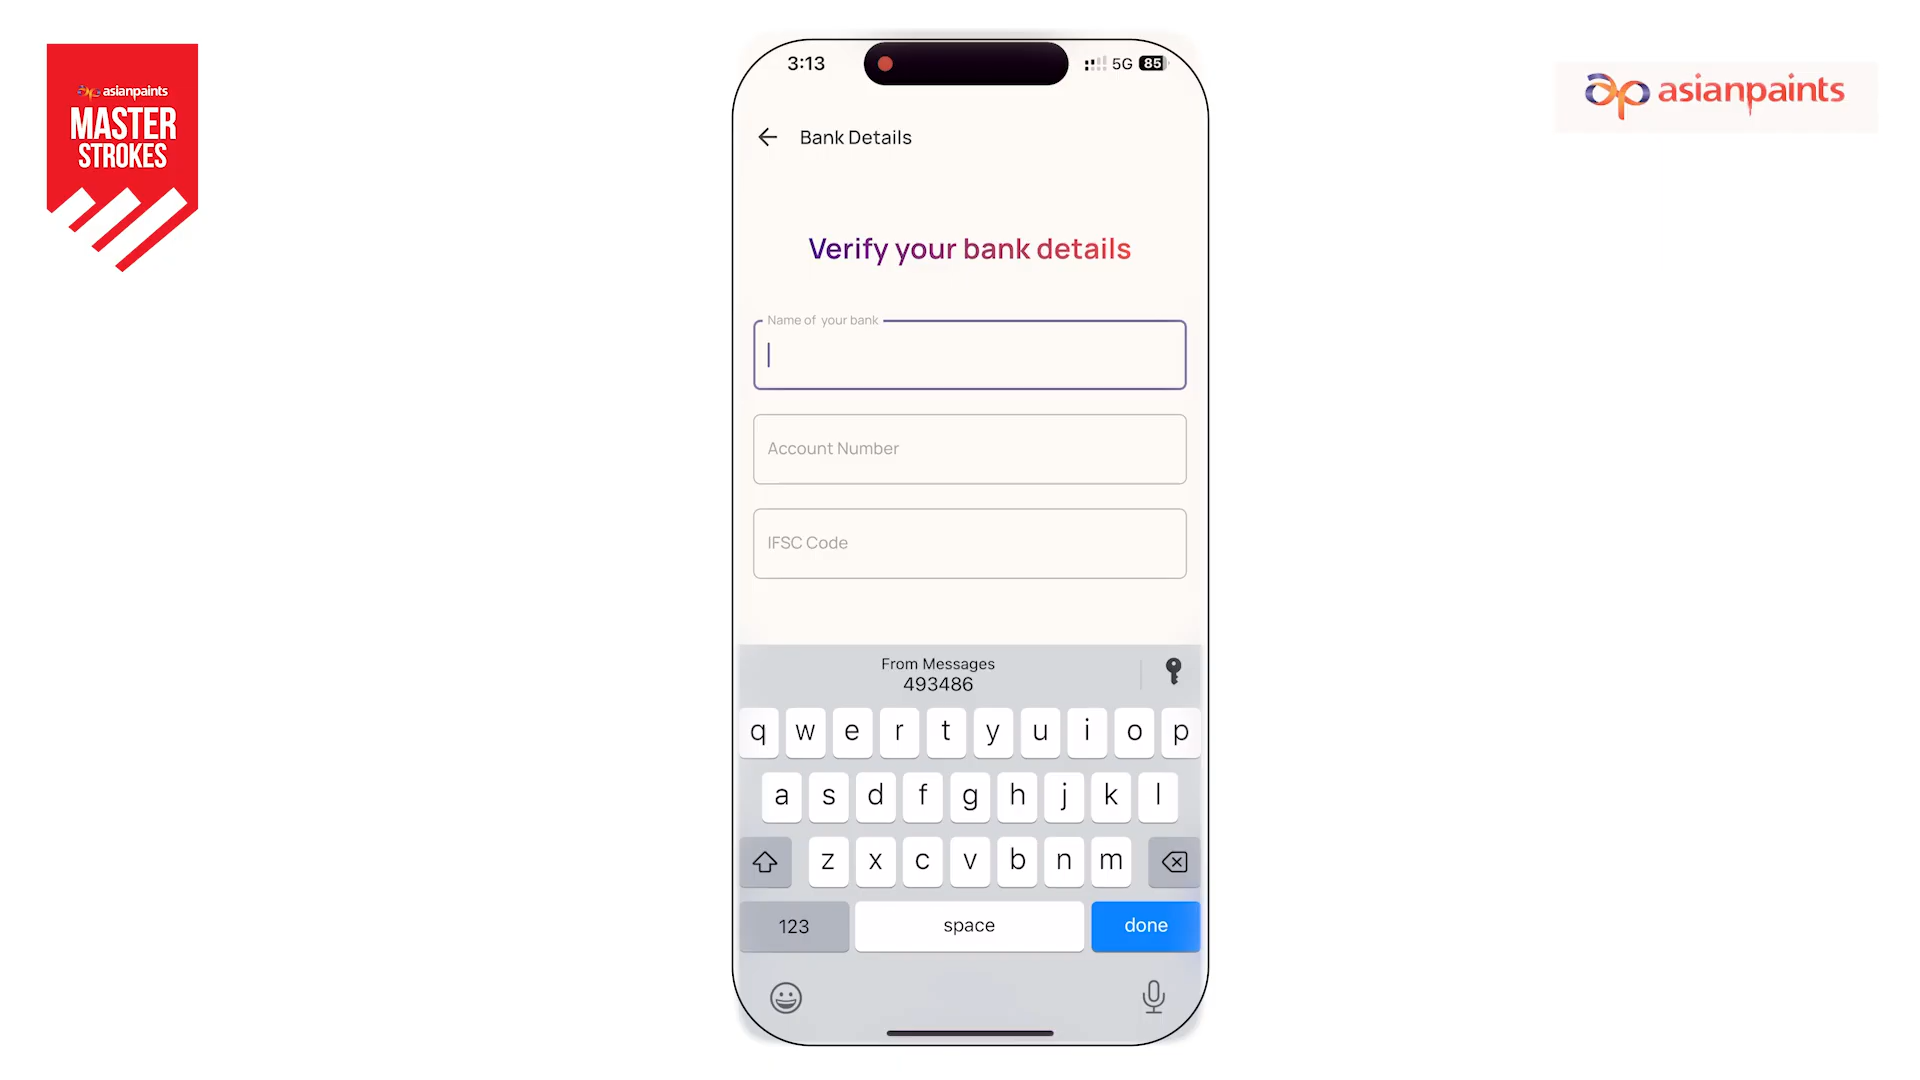 asianpaints
MASTER
STROKES
asianpaints
3:13
5G 85
Bank Details
Verify your bank details
Name of your bank
Account Number
IFSC Code
From Messages
493486
q w e r t y u i o p
a s d f g h j k l
z x c v b n m
123 space done